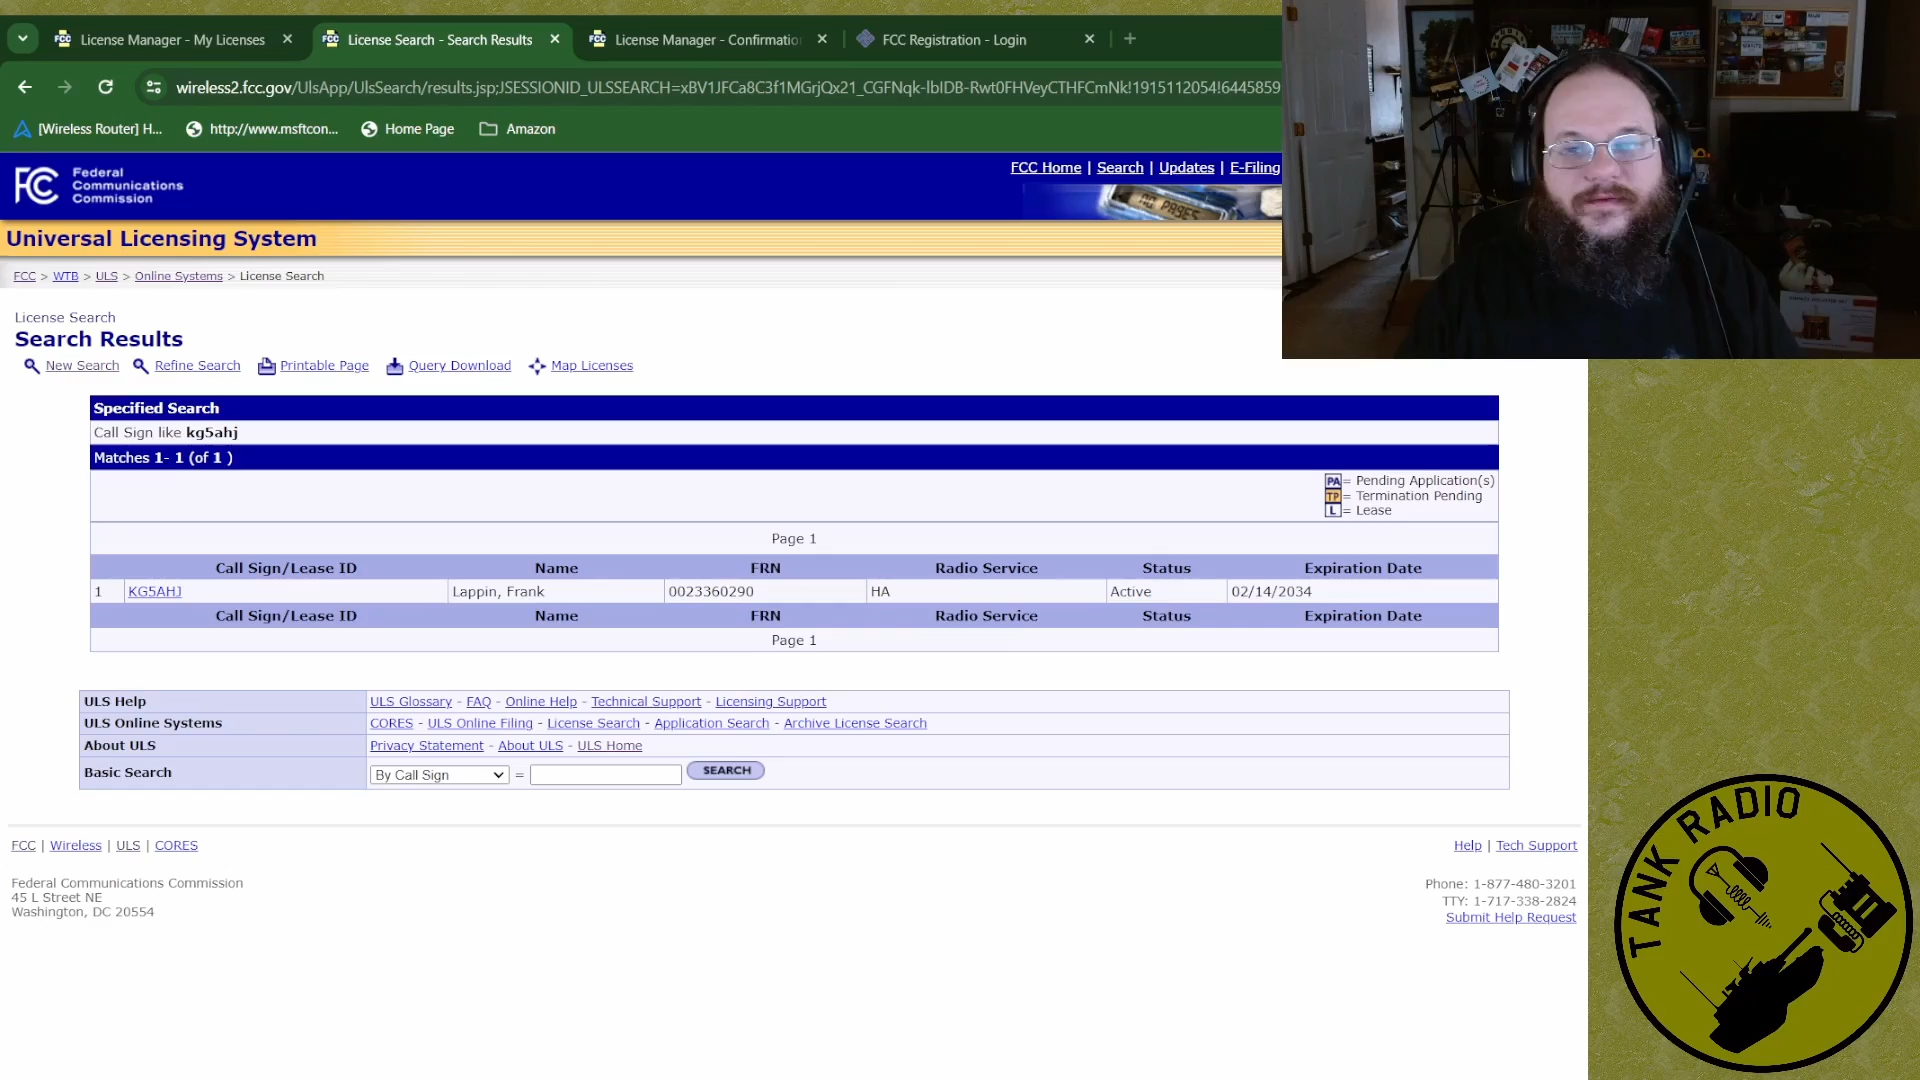 License Manager - My Licenses
License Search - Search Results
License Manager - Confirmatio
FCC Registration - Login
wireless2.fcc.gov/UlsApp/UlsSearch/results.jsp;JSESSIONID_ULSSEARCH=xBV1JFCa8C3f1MGrjQx21_CGFNqk-lbIDB-Rwt0FHVeyCTHFCmNk!1915112054!6445859
[Wireless Router] H...
http://www.msftcon...
Home Page
Amazon
FCC Home | Search | Updates | E-Filing
FCC Federal
Communications
Commission
NO PAGES
Universal Licensing System
FCC > WTB > ULS > Online Systems > License Search
License Search
Search Results
New Search Refine Search Printable Page Query Download Map Licenses
Specified Search
Call Sign like kg5ahj
Matches 1- 1 (of 1 )
PA = Pending Application(s)
TP = Termination Pending
L = Lease
Page 1
Call Sign/Lease ID Name FRN Radio Service Status Expiration Date
1 KG5AHJ Lappin, Frank 0023360290 HA Active 02/14/2034
Call Sign/Lease ID Name FRN Radio Service Status Expiration Date
Page 1
ULS Help ULS Glossary - FAQ - Online Help - Technical Support - Licensing Support
ULS Online Systems CORES - ULS Online Filing - License Search - Application Search - Archive License Search
About ULS Privacy Statement - About ULS - ULS Home
Basic Search By Call Sign = SEARCH
FCC | Wireless | ULS | CORES
Help | Tech Support
Federal Communications Commission
45 L Street NE
Washington, DC 20554
Phone: 1-877-480-3201
TTY: 1-717-338-2824
Submit Help Request
TANK RADIO